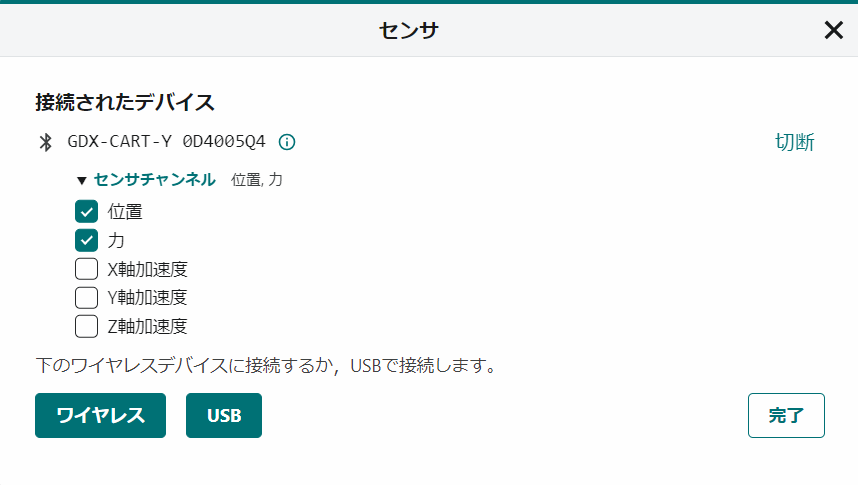 センサ
接続されたデバイス
GDX-CART-Y 0D4005Q4
切断
センサチャンネル 位置, 力
位置
力
X軸加速度
Y軸加速度
Z軸加速度
下のワイヤレスデバイスに接続するか，USBで接続します。
ワイヤレス USB 完了